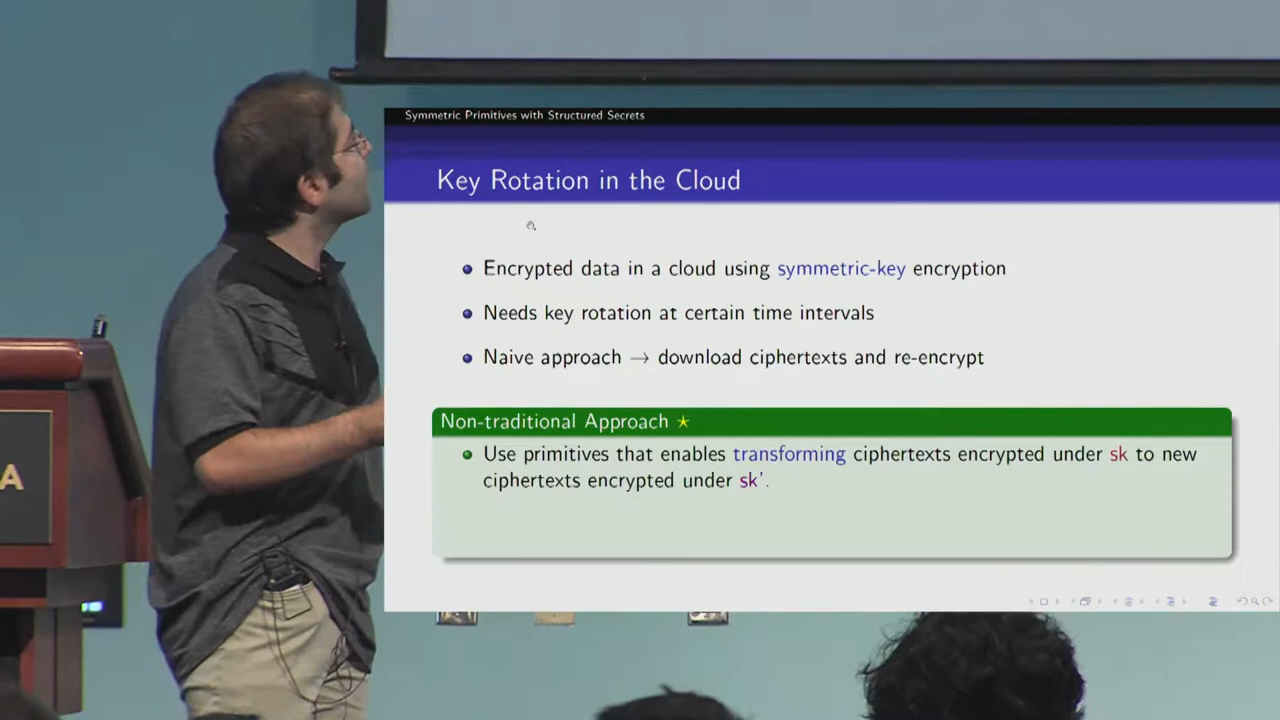 Symmetric Primitives with Structured Secrets
Key Rotation in the Cloud
Encrypted data in a cloud using symmetric-key encryption
Needs key rotation at certain time intervals
Naive approach → download ciphertexts and re-encrypt
Non-traditional Approach ⋆
Use primitives that enables transforming ciphertexts encrypted under sk to new
ciphertexts encrypted under sk'.
A